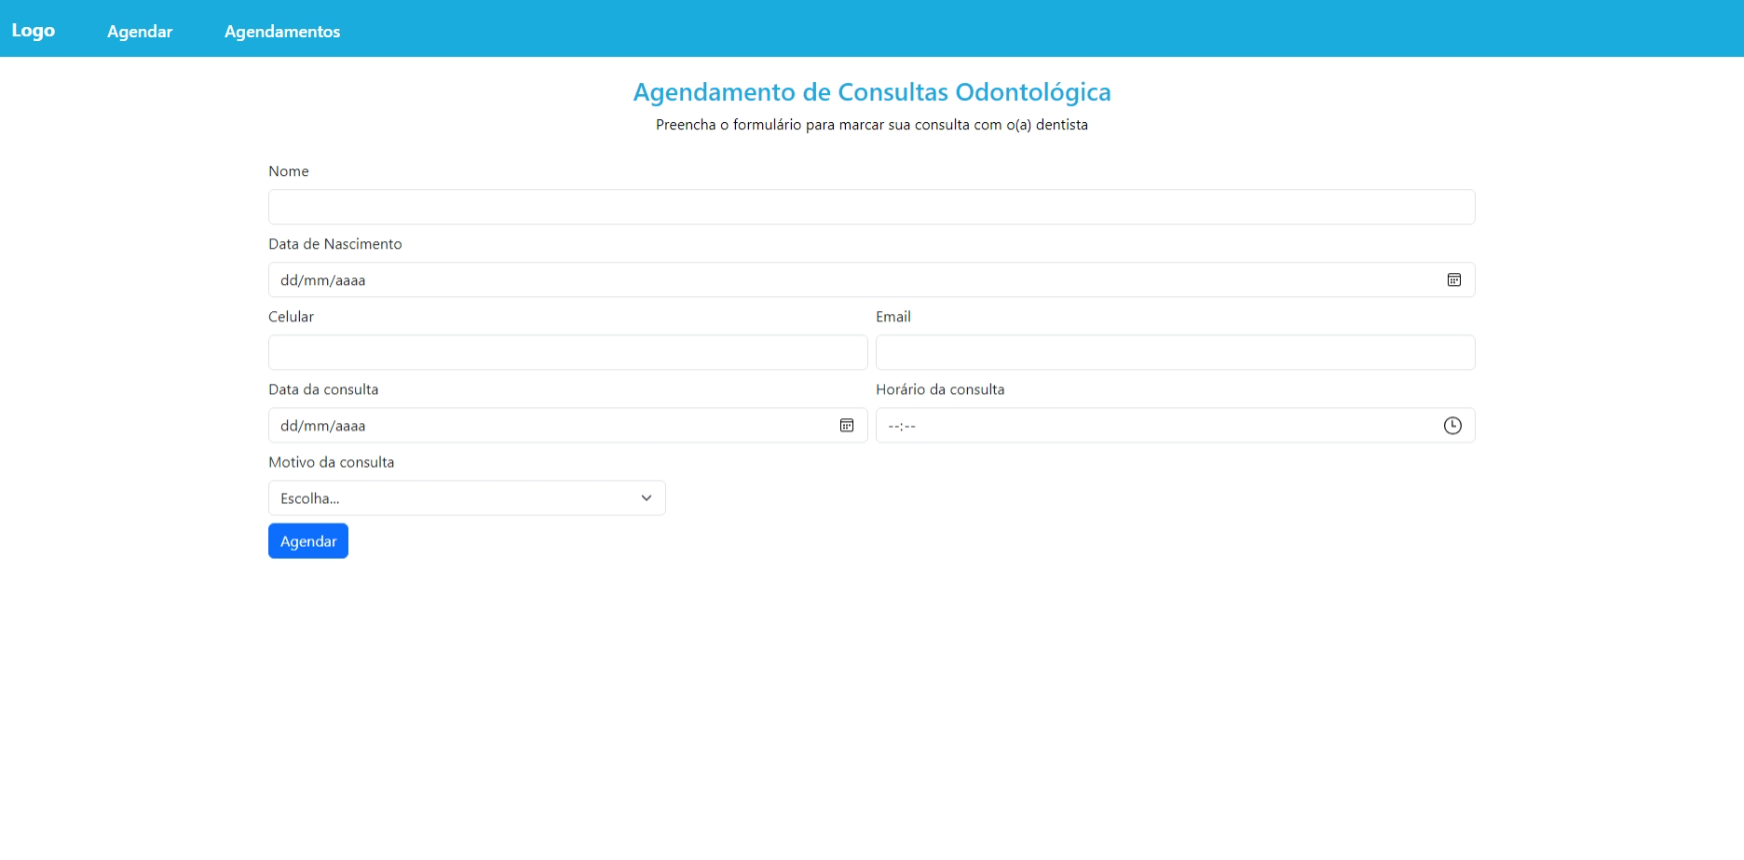 Logo Agendar Agendamentos
Agendamento de Consultas Odontológica
Preencha o formulário para marcar sua consulta com o(a) dentista
Nome
Data de Nascimento
dd/mm/aaaa
Celular Email
Data da consulta Horário da consulta
dd/mm/aaaa --:--
Motivo da consulta
Escolha...
Agendar